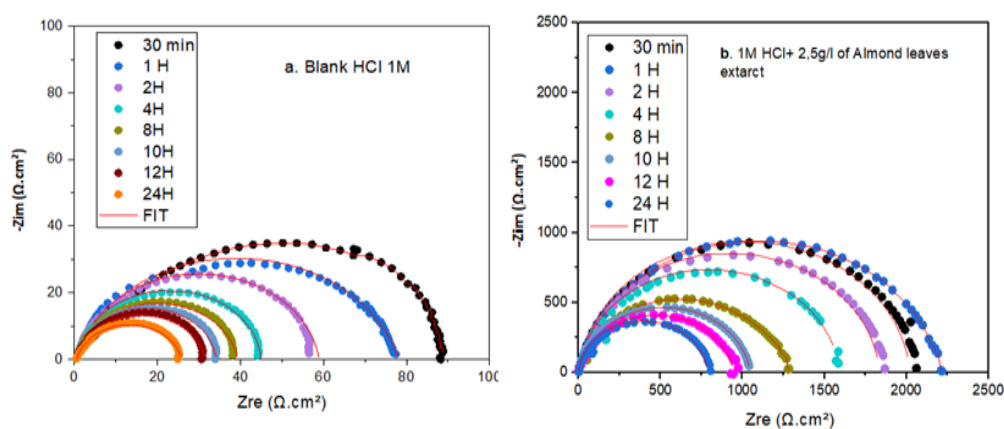 100
80
60
40
20
0
-Zim (Ω.cm²)
30 min
1 H
2H
4H
8H
10H
12H
24H
FIT
a. Blank HCl 1M
0
20
40
60
80
100
Zre (Ω.cm²)
2500
2000
1500
1000
500
0
-Zim (Ω.cm²)
30 min
1 H
2 H
4 H
8 H
10 H
12 H
24 H
FIT
b. 1M HCl+ 2,5g/l of Almond leaves
extarct
0
500
1000
1500
2000
2500
Zre (Ω.cm²)